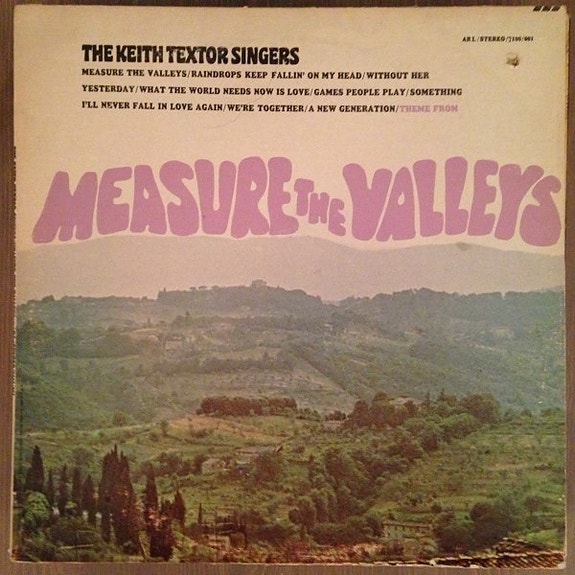 ARL/STEREO/7100/001
THE KEITH TEXTOR SINGERS
MEASURE THE VALLEYS/RAINDROPS KEEP FALLIN' ON MY HEAD/WITHOUT HER
YESTERDAY/WHAT THE WORLD NEEDS NOW IS LOVE/GAMES PEOPLE PLAY/SOMETHING
I'LL NEVER FALL IN LOVE AGAIN/WE'RE TOGETHER/A NEW GENERATION/THEME FROM
MEASURE THE VALLEYS